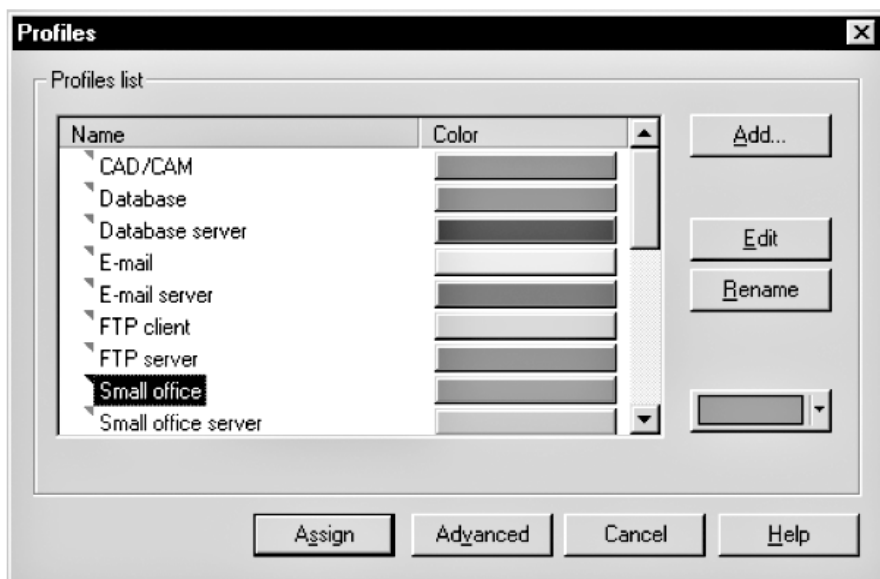 Profiles
Profiles list
Name Color
Add...
CAD/CAM
Database
Database server
Edit
E-mail
E-mail server
Rename
FTP client
FTP server
Small office
Small office server
Assign Advanced Cancel Help